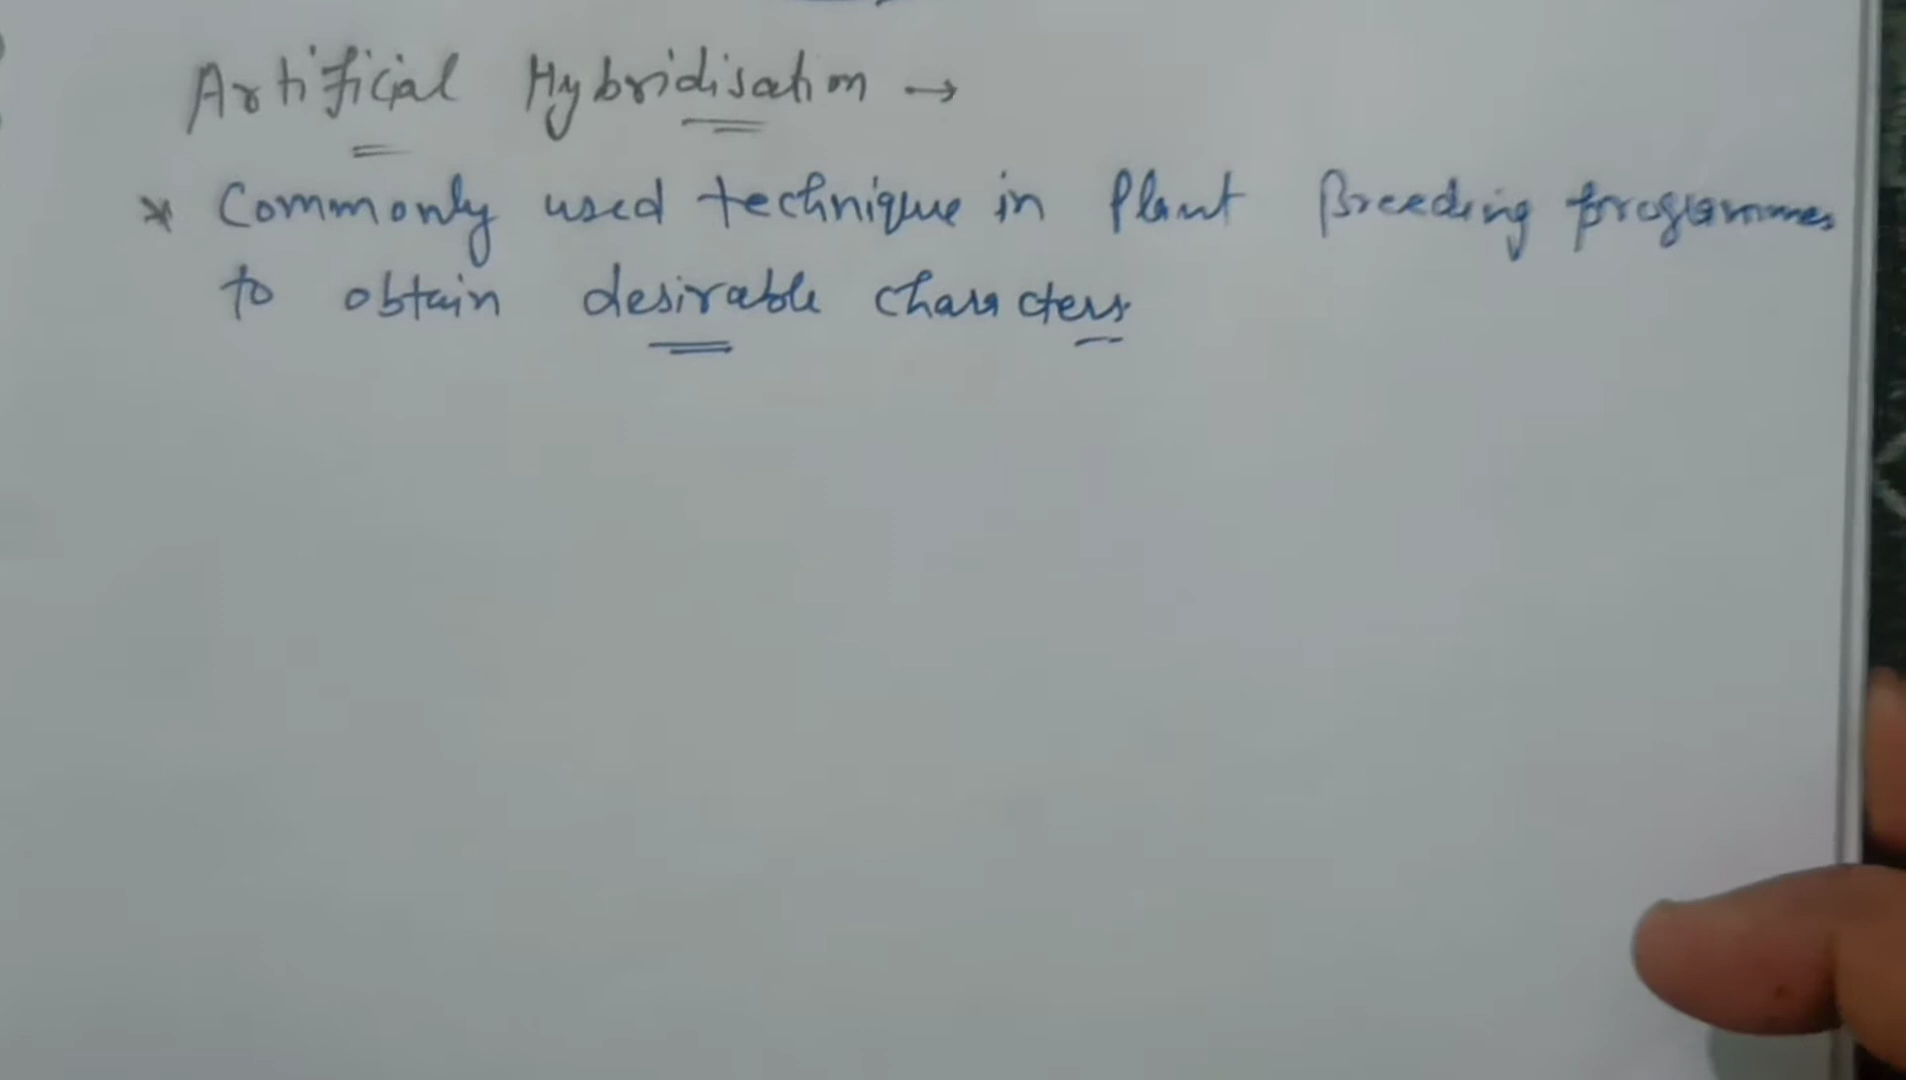 Artificial Hybridisation →
* Commonly used technique in Plant Breeding programmes
to obtain desirable characters